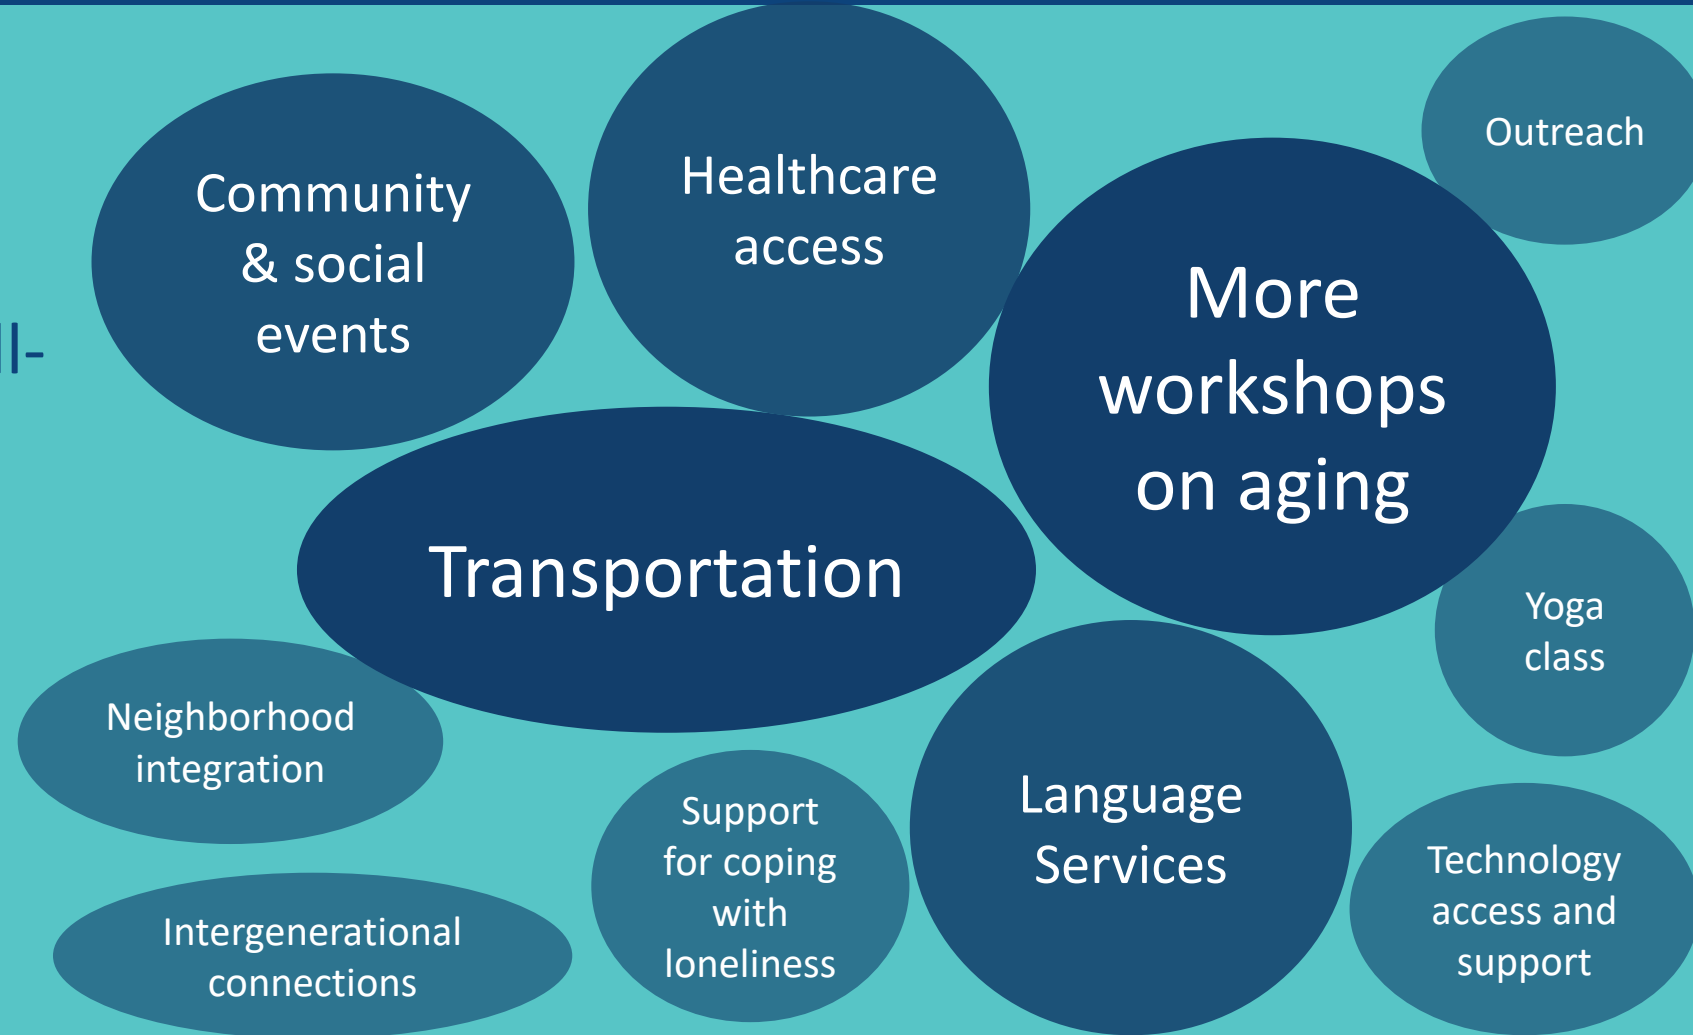 Community
& social
events
Healthcare
access
Outreach
More
workshops
on aging
ll-
Transportation
Yoga
class
Neighborhood
integration
Support
for coping
with
loneliness
Language
Services
Technology
access and
support
Intergenerational
connections